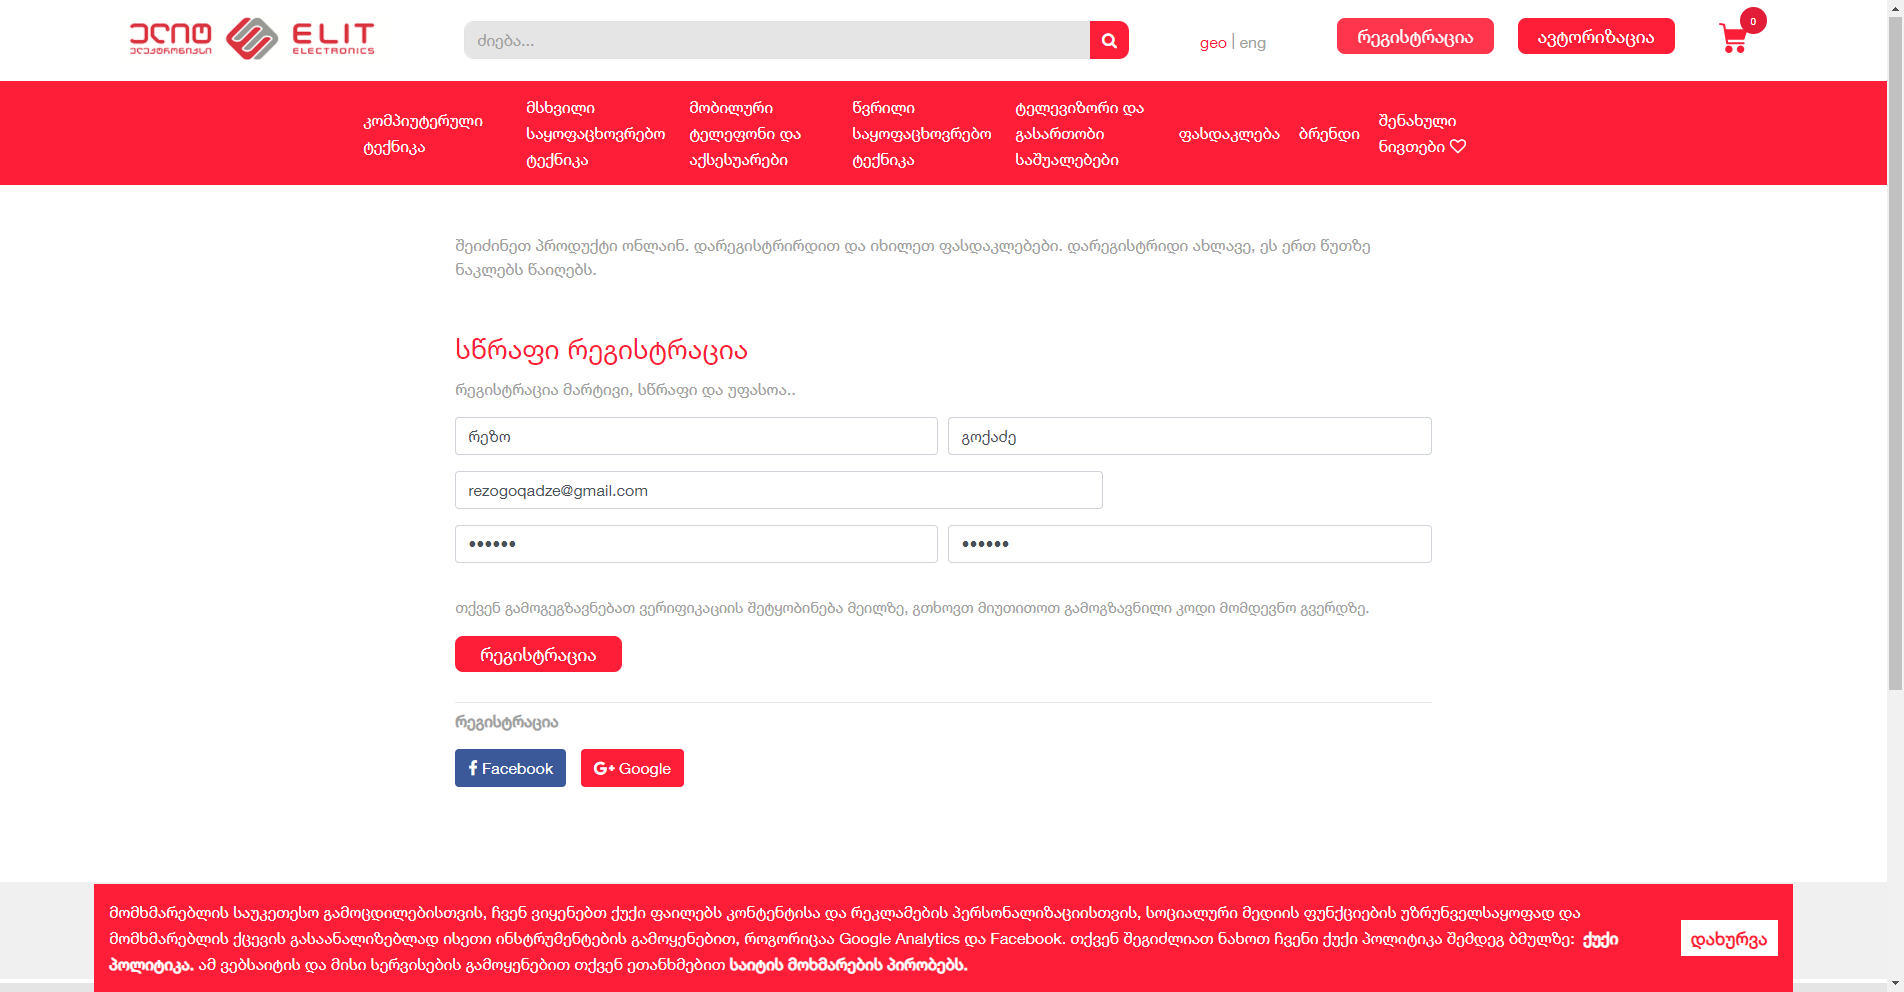 ელიტ ELIT
ელექტრონიქსი ELECTRONICS
ძიება...
geo | eng
რეგისტრაცია
ავტორიზაცია
0
კომპიუტერული
ტექნიკა
მსხვილი
საყოფაცხოვრებო
ტექნიკა
მობილური
ტელეფონი და
აქსესუარები
წვრილი
საყოფაცხოვრებო
ტექნიკა
ტელევიზორი და
გასართობი
საშუალებები
ფასდაკლება
ბრენდი
შენახული
ნივთები
შეიძინეთ პროდუქტი ონლაინ. დარეგისტრირდით და იხილეთ ფასდაკლებები. დარეგისტრიდი ახლავე, ეს ერთ წუთზე
ნაკლებს წაიღებს.
სწრაფი რეგისტრაცია
რეგისტრაცია მარტივი, სწრაფი და უფასოა..
რეზო
გოქაძე
rezogoqadze@gmail.com
••••••
••••••
თქვენ გამოგეგზავნებათ ვერიფიკაციის შეტყობინება მეილზე, გთხოვთ მიუთითოთ გამოგზავნილი კოდი მომდევნო გვერდზე.
რეგისტრაცია
რეგისტრაცია
Facebook
G+ Google
მომხმარებლის საუკეთესო გამოცდილებისთვის, ჩვენ ვიყენებთ ქუქი ფაილებს კონტენტისა და რეკლამების პერსონალიზაციისთვის, სოციალური მედიის ფუნქციების უზრუნველსაყოფად და
მომხმარებლის ქცევის გასაანალიზებლად ისეთი ინსტრუმენტების გამოყენებით, როგორიცაა Google Analytics და Facebook. თქვენ შეგიძლიათ ნახოთ ჩვენი ქუქი პოლიტიკა შემდეგ ბმულზე: ქუქი
პოლიტიკა. ამ ვებსაიტის და მისი სერვისების გამოყენებით თქვენ ეთანხმებით საიტის მოხმარების პირობებს.
დახურვა